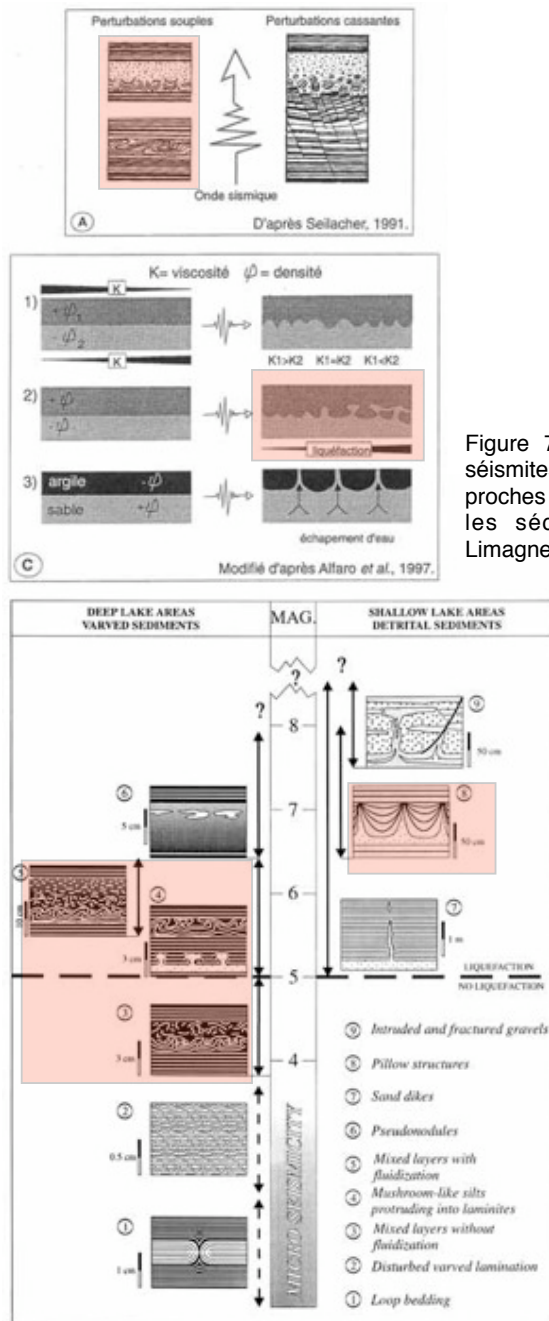 Perturbations souples
Perturbations cassantes
Onde sismique
A
D'après Seilacher, 1991.
K= viscosité φ = densité
K
1)
+ φ1
- φ2
K1>K2 K1=K2 K1<K2
K
2)
+ φ
- φ
liquéfaction
3)
argile - φ
sable + φ
échapement d'eau
C
Modifié d'après Alfaro et al., 1997.
Figure 7
séismite
proches
les séd
Limagne
DEEP LAKE AREAS
VARVED SEDIMENTS
MAG.
SHALLOW LAKE AREAS
DETRITAL SEDIMENTS
?
?
?
8
9
50 cm
6
5 cm
7
8
50 cm
5
10 cm
4
3 cm
6
7
1 m
5
LIQUEFACTION
NO LIQUEFACTION
3
3 cm
4
2
0.5 cm
1
1 cm
MICRO SEISMICITY
9 Intruded and fractured gravels
8 Pillow structures
7 Sand dikes
6 Pseudonodules
5 Mixed layers with
fluidization
4 Mushroom-like silts
protruding into laminites
3 Mixed layers without
fluidization
2 Disturbed varved lamination
1 Loop bedding